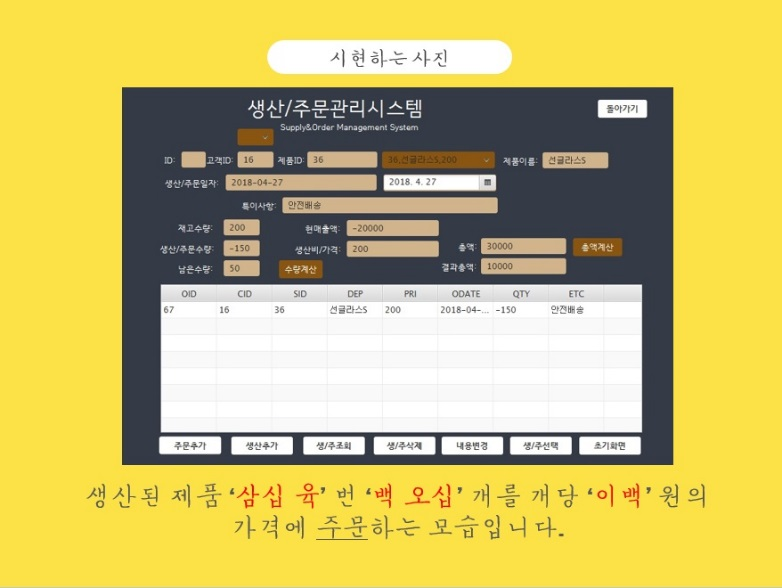 시현하는사진
생산/주문관리시스템
돌아가기
Supply&Order Management System
ID: 고객ID: 16 제품ID: 36 36,선글라스S,200 제품이름: 선글라스S
생산/주문일자: 2018-04-27 2018. 4. 27
특이사항: 안전배송
재고수량: 200 현매출액: -20000
생산/주문수량: -150 생산비/가격: 200 총액: 30000 총액계산
남은수량: 50 수량계산 결과총액: 10000
OID CID SID DEP PRI ODATE QTY ETC
67 16 36 선글라스S 200 2018-04-... -150 안전배송
주문추가 생산추가 생/주조회 생/주삭제 내용변경 생/주선택 초기화면
생산된 제품 '삼십 육' 번 '백 오십' 개를 개당 '이백' 원의
가격에 주문하는 모습입니다.